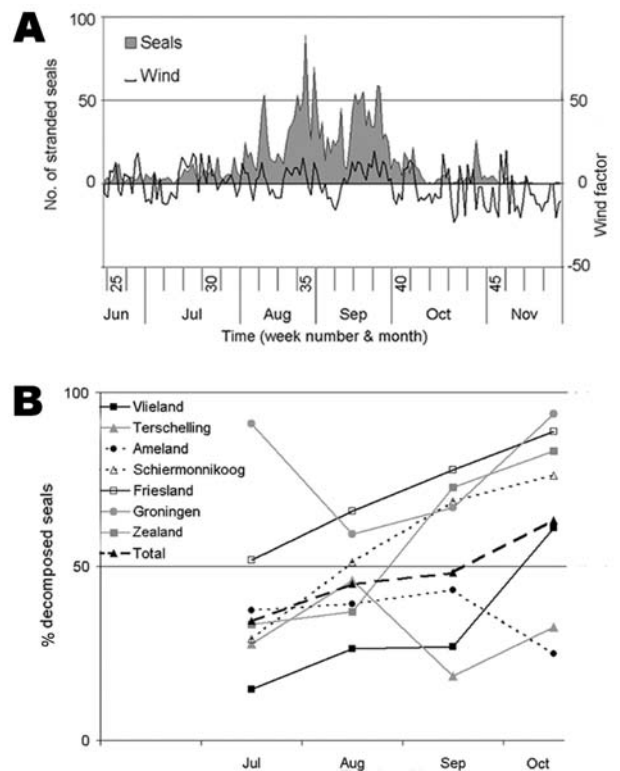 A
100
50
0
No. of stranded seals
Seals
Wind
50
0
-50
Wind factor
25
30
35
40
45
Jun
Jul
Aug
Sep
Oct
Nov
Time (week number & month)
B
100
50
0
% decomposed seals
Vlieland
Terschelling
Ameland
Schiermonnikoog
Friesland
Groningen
Zealand
Total
Jul
Aug
Sep
Oct